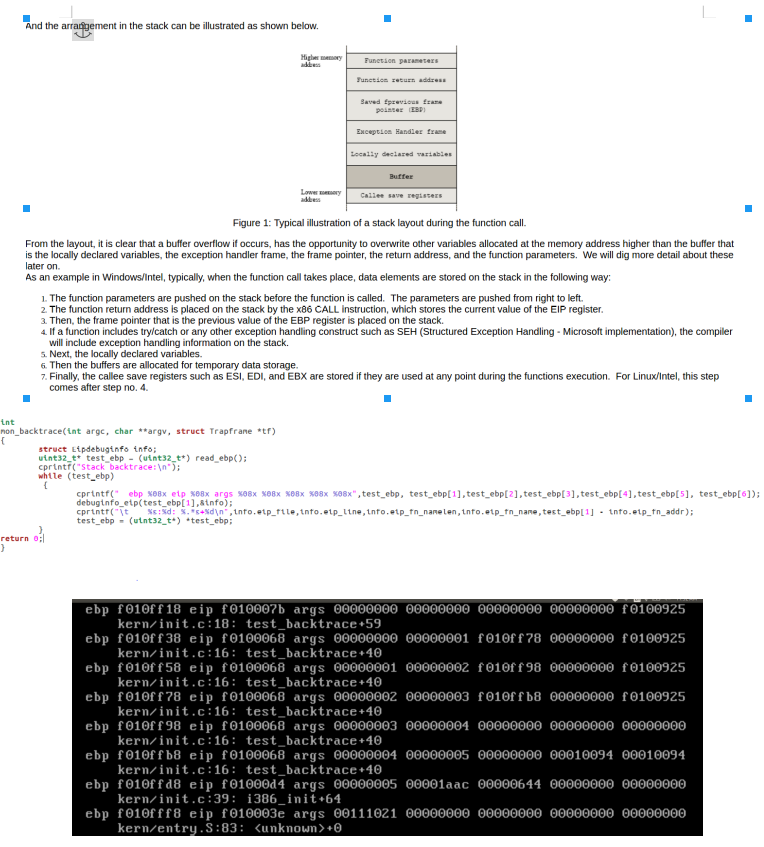 And the arrangement in the stack can be illustrated as shown below.
Higher memory
address
Function parameters
Function return address
Saved fprevious frame
pointer (EBP)
Exception Handler frame
Locally declared variables
Buffer
Lower memory
address
Callee save registers
Figure 1: Typical illustration of a stack layout during the function call.
From the layout, it is clear that a buffer overflow if occurs, has the opportunity to overwrite other variables allocated at the memory address higher than the buffer that
is the locally declared variables, the exception handler frame, the frame pointer, the return address, and the function parameters.  We will dig more detail about these
later on.
As an example in Windows/Intel, typically, when the function call takes place, data elements are stored on the stack in the following way:
1. The function parameters are pushed on the stack before the function is called.  The parameters are pushed from right to left.
2. The function return address is placed on the stack by the x86 CALL instruction, which stores the current value of the EIP register.
3. Then, the frame pointer that is the previous value of the EBP register is placed on the stack.
4. If a function includes try/catch or any other exception handling construct such as SEH (Structured Exception Handling - Microsoft implementation), the compiler
will include exception handling information on the stack.
5. Next, the locally declared variables.
6. Then the buffers are allocated for temporary data storage.
7. Finally, the callee save registers such as ESI, EDI, and EBX are stored if they are used at any point during the functions execution.  For Linux/Intel, this step
comes after step no. 4.
int
mon_backtrace(int argc, char **argv, struct Trapframe *tf)
{
struct Eipdebuginfo info;
uint32_t* test_ebp = (uint32_t*) read_ebp();
cprintf("Stack backtrace:\n");
while (test_ebp)
{
cprintf("  ebp %08x eip %08x args %08x %08x %08x %08x %08x",test_ebp, test_ebp[1],test_ebp[2],test_ebp[3],test_ebp[4],test_ebp[5], test_ebp[6]);
debuginfo_eip(test_ebp[1],&info);
cprintf("\t    %s:%d: %.*s+%d\n",info.eip_file,info.eip_line,info.eip_fn_namelen,info.eip_fn_name,test_ebp[1] - info.eip_fn_addr);
test_ebp = (uint32_t*) *test_ebp;
}
return 0;
}
ebp f010ff18 eip f010007b args 00000000 00000000 00000000 00000000 f0100925
kern/init.c:18: test_backtrace+59
ebp f010ff38 eip f0100068 args 00000000 00000001 f010ff78 00000000 f0100925
kern/init.c:16: test_backtrace+40
ebp f010ff58 eip f0100068 args 00000001 00000002 f010ff98 00000000 f0100925
kern/init.c:16: test_backtrace+40
ebp f010ff78 eip f0100068 args 00000002 00000003 f010ffb8 00000000 f0100925
kern/init.c:16: test_backtrace+40
ebp f010ff98 eip f0100068 args 00000003 00000004 00000000 00000000 00000000
kern/init.c:16: test_backtrace+40
ebp f010ffb8 eip f0100068 args 00000004 00000005 00000000 00010094 00010094
kern/init.c:16: test_backtrace+40
ebp f010ffd8 eip f01000d4 args 00000005 00001aac 00000644 00000000 00000000
kern/init.c:39: i386_init+64
ebp f010fff8 eip f010003e args 00111021 00000000 00000000 00000000 00000000
kern/entry.S:83: <unknown>+0